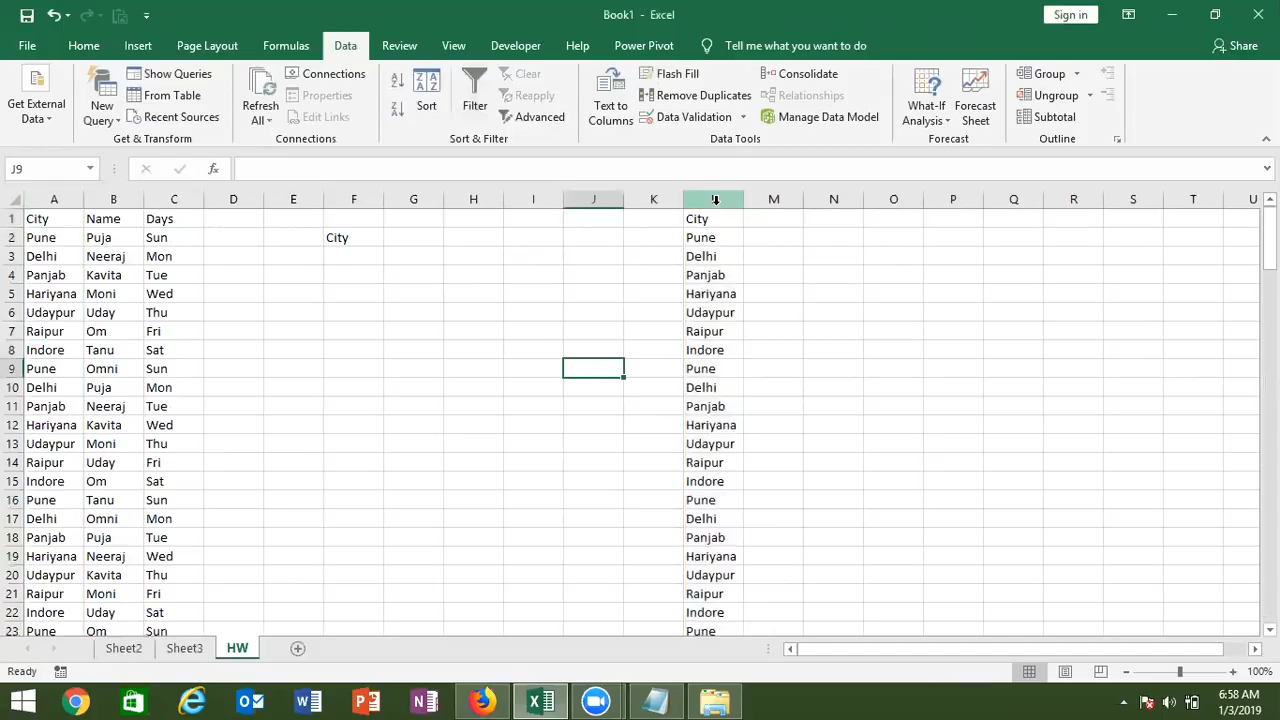 Book1 - Excel
Sign in
File Home Insert Page Layout Formulas Data Review View Developer Help Power Pivot Tell me what you want to do Share
Get External Data
New Query
Show Queries
From Table
Recent Sources
Get & Transform
Refresh All
Connections
Properties
Edit Links
Connections
Sort
Filter
Clear
Reapply
Advanced
Sort & Filter
Text to Columns
Flash Fill
Remove Duplicates
Data Validation
Consolidate
Relationships
Manage Data Model
Data Tools
What-If Analysis
Forecast Sheet
Forecast
Group
Ungroup
Subtotal
Outline
J9 fx
A B C D E F G H I J K M N O P Q R S T U
1 City Name Days City
2 Pune Puja Sun City Pune
3 Delhi Neeraj Mon Delhi
4 Panjab Kavita Tue Panjab
5 Hariyana Moni Wed Hariyana
6 Udaypur Uday Thu Udaypur
7 Raipur Om Fri Raipur
8 Indore Tanu Sat Indore
9 Pune Omni Sun Pune
10 Delhi Puja Mon Delhi
11 Panjab Neeraj Tue Panjab
12 Hariyana Kavita Wed Hariyana
13 Udaypur Moni Thu Udaypur
14 Raipur Uday Fri Raipur
15 Indore Om Sat Indore
16 Pune Tanu Sun Pune
17 Delhi Omni Mon Delhi
18 Panjab Puja Tue Panjab
19 Hariyana Neeraj Wed Hariyana
20 Udaypur Kavita Thu Udaypur
21 Raipur Moni Fri Raipur
22 Indore Uday Sat Indore
23 Pune Om Sun Pune
Sheet2 Sheet3 HW
Ready 100%
6:58 AM
1/3/2019